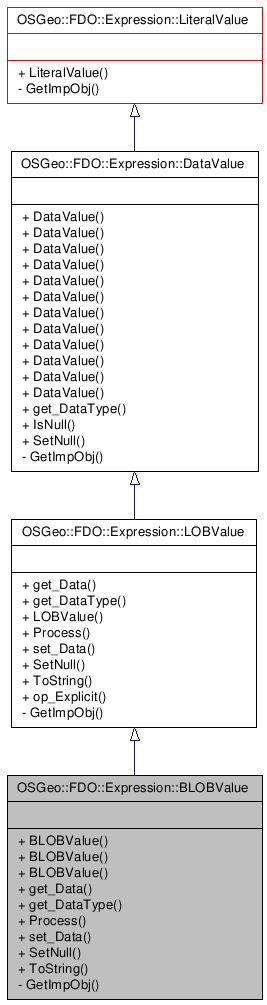 OSGeo::FDO::Expression::LiteralValue
+ LiteralValue()
- GetImpObj()
OSGeo::FDO::Expression::DataValue
+ DataValue()
+ DataValue()
+ DataValue()
+ DataValue()
+ DataValue()
+ DataValue()
+ DataValue()
+ DataValue()
+ DataValue()
+ DataValue()
+ DataValue()
+ DataValue()
+ get_DataType()
+ IsNull()
+ SetNull()
- GetImpObj()
OSGeo::FDO::Expression::LOBValue
+ get_Data()
+ get_DataType()
+ LOBValue()
+ Process()
+ set_Data()
+ SetNull()
+ ToString()
+ op_Explicit()
- GetImpObj()
OSGeo::FDO::Expression::BLOBValue
+ BLOBValue()
+ BLOBValue()
+ BLOBValue()
+ get_Data()
+ get_DataType()
+ Process()
+ set_Data()
+ SetNull()
+ ToString()
- GetImpObj()